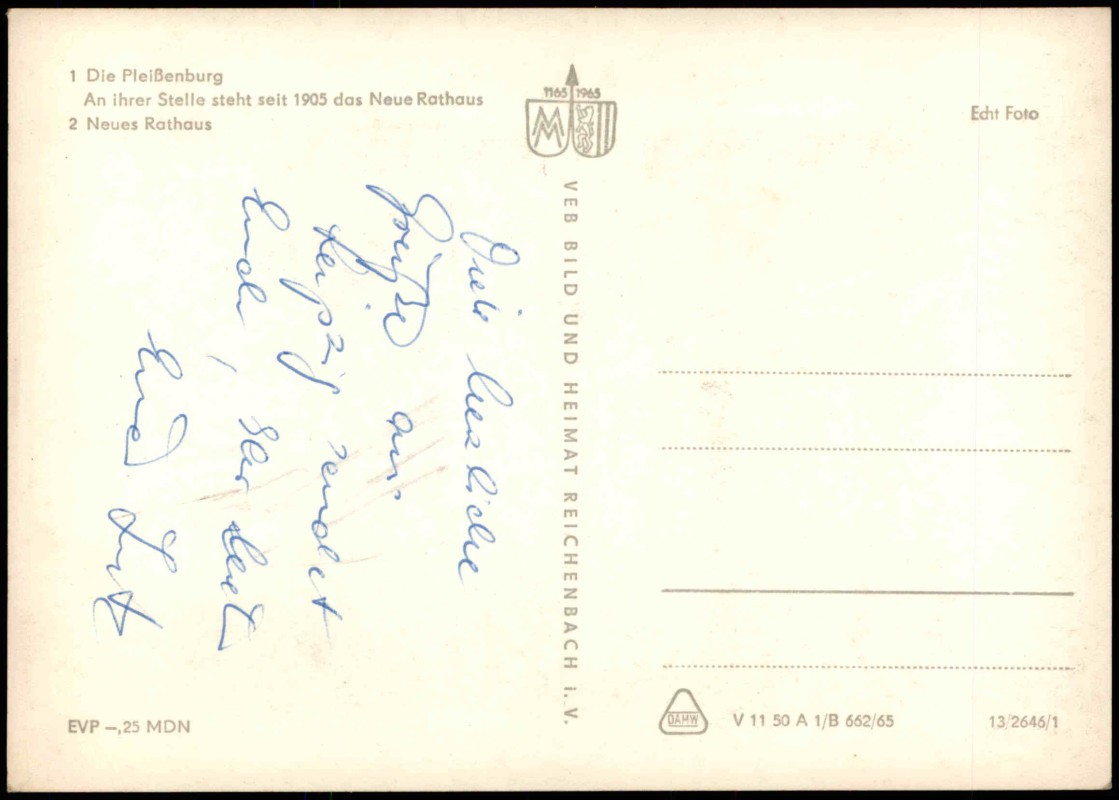 1 Die Pleißenburg
An ihrer Stelle steht seit 1905 das Neue Rathaus
2 Neues Rathaus
1165 1965
MM
Echt Foto
VEB BILD UND HEIMAT REICHENBACH i. V.
Viele herzliche
Grüße aus
Leipzig sendet
Euch,
EVP –,25 MDN
DAMW
V 11 50 A 1/B 662/65
13/2646/1